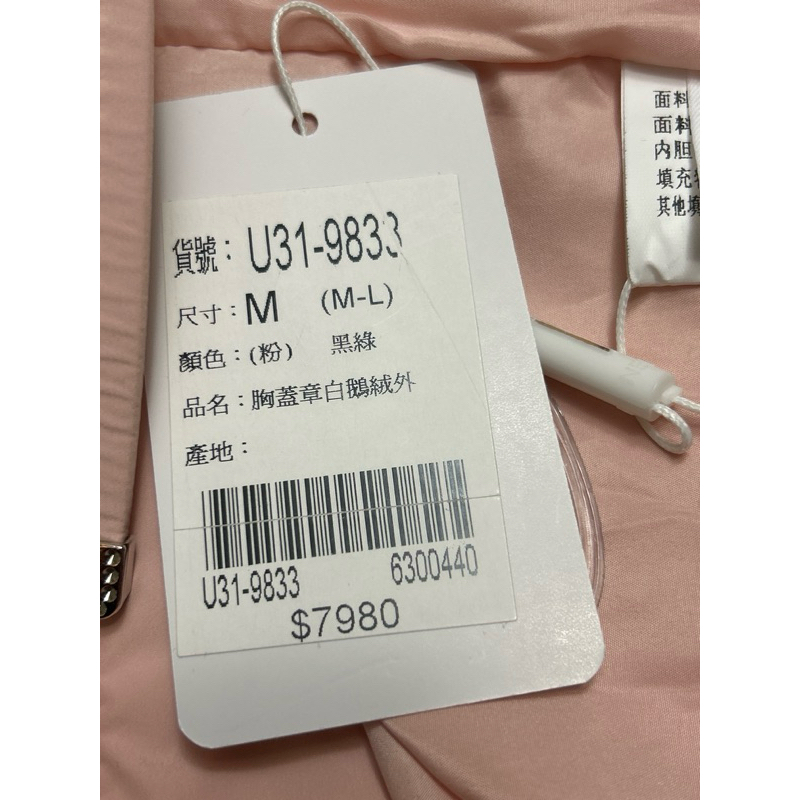 貨號：U31-9833
尺寸：M (M-L)
顏色：(粉) 黑綠
品名：胸蓋章白鵝絨外
產地：
U31-9833 6300440
$7980
面料
面料
内胆
填充
其他填